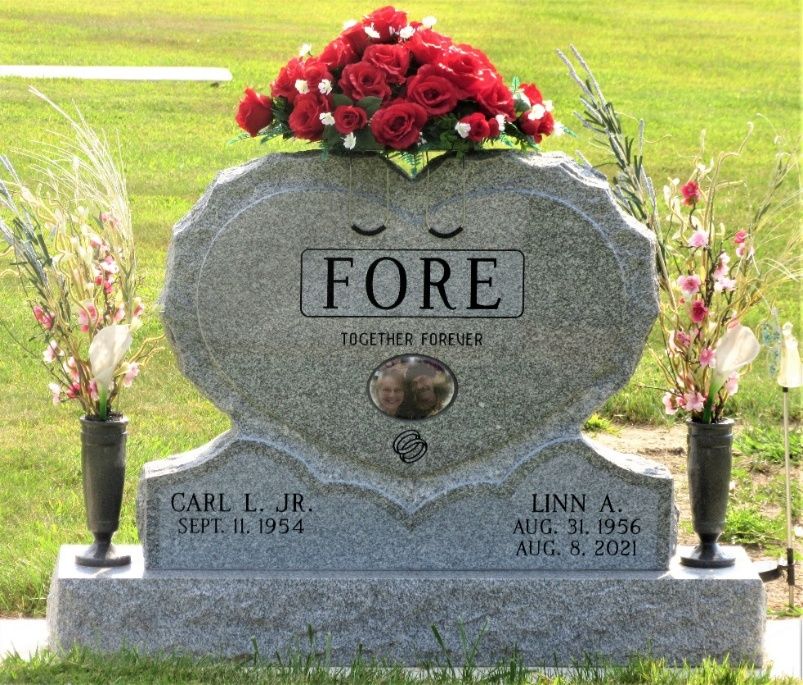 FORE
TOGETHER FOREVER
CARL L. JR.
SEPT. 11. 1954
LINN A.
AUG. 31. 1956
AUG. 8. 2021